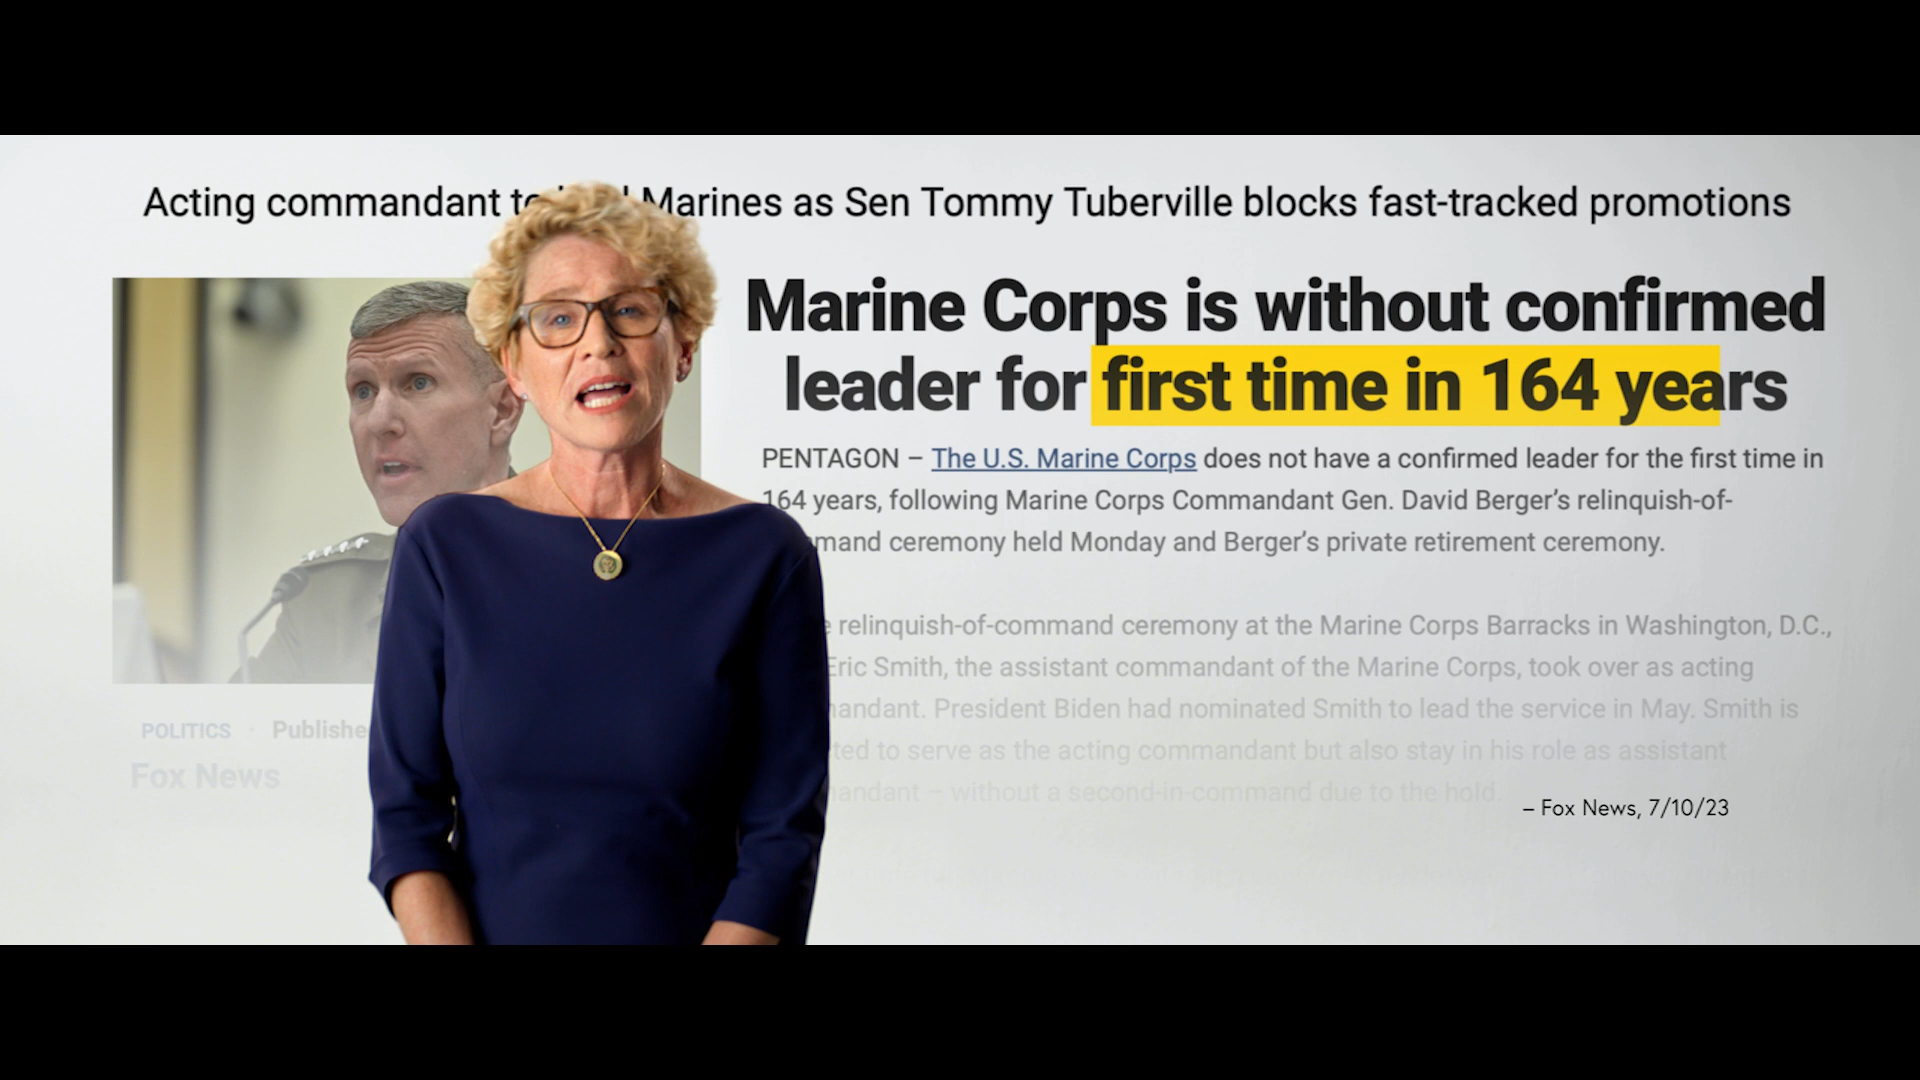 Acting commandant Marines as Sen Tommy Tuberville blocks fast-tracked promotions
Marine Corps is without confirmed
leader for first time in 164 years
PENTAGON – The U.S. Marine Corps does not have a confirmed leader for the first time in
164 years, following Marine Corps Commandant Gen. David Berger's relinquish-of-
mand ceremony held Monday and Berger's private retirement ceremony.
relinquish-of-command ceremony at the Marine Corps Barracks in Washington, D.C.,
Eric Smith, the assistant commandant of the Marine Corps, took over as acting
mandant. President Biden had nominated Smith to lead the service in May. Smith is
ted to serve as the acting commandant but also stay in his role as assistant
mandant – without a second-in-command due to the hold.
POLITICS · Publishe
Fox News
– Fox News, 7/10/23